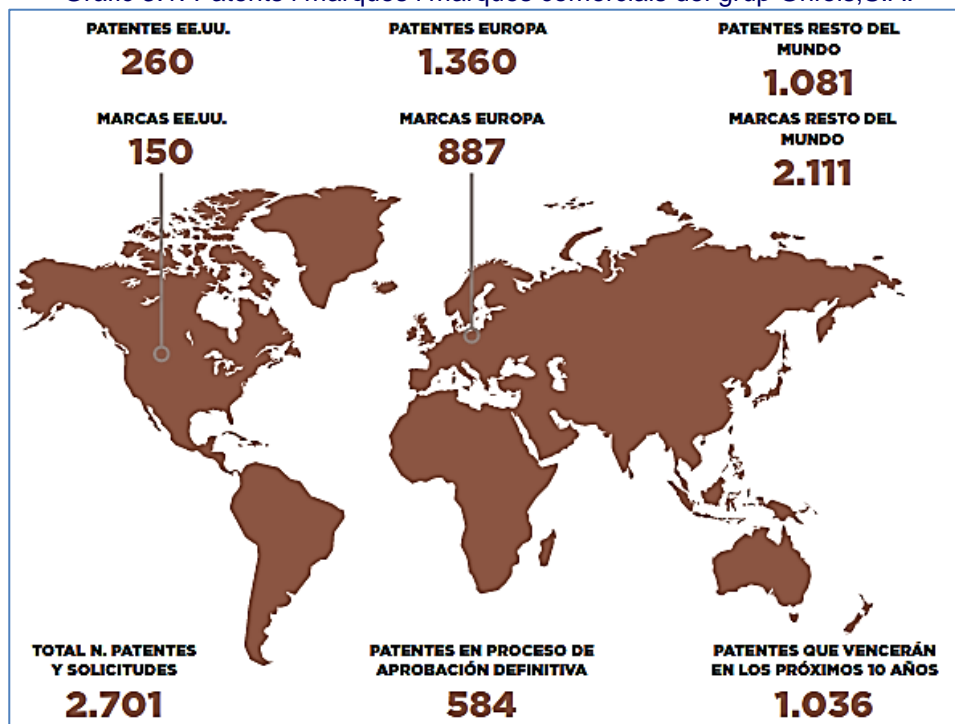 PATENTES EE.UU.
260
PATENTES EUROPA
1.360
PATENTES RESTO DEL
MUNDO
1.081
MARCAS EE.UU.
150
MARCAS EUROPA
887
MARCAS RESTO DEL
MUNDO
2.111
TOTAL N. PATENTES
Y SOLICITUDES
2.701
PATENTES EN PROCESO DE
APROBACIÓN DEFINITIVA
584
PATENTES QUE VENCERÁN
EN LOS PRÓXIMOS 10 AÑOS
1.036